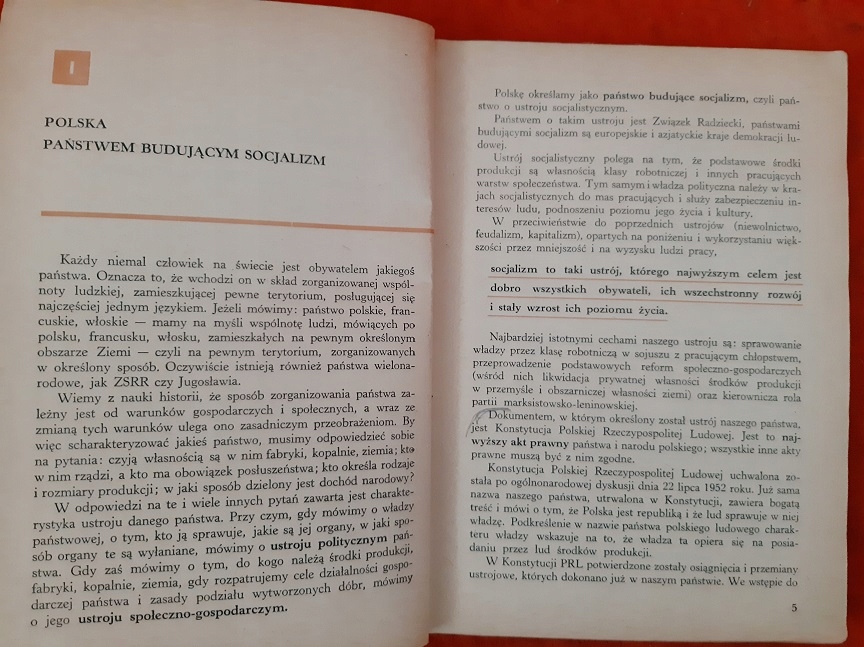 I
POLSKA
PAŃSTWEM BUDUJĄCYM SOCJALIZM
Każdy niemal człowiek na świecie jest obywatelem jakiegoś
państwa. Oznacza to, że wchodzi on w skład zorganizowanej wspól-
noty ludzkiej, zamieszkującej pewne terytorium, posługującej się
najczęściej jednym językiem. Jeżeli mówimy: państwo polskie, fran-
cuskie, włoskie — mamy na myśli wspólnotę ludzi, mówiących po
polsku, francusku, włosku, zamieszkałych na pewnym określonym
obszarze Ziemi — czyli na pewnym terytorium, zorganizowanych
w określony sposób. Oczywiście istnieją również państwa wielona-
rodowe, jak ZSRR czy Jugosławia.
Wiemy z nauki historii, że sposób zorganizowania państwa za-
leżny jest od warunków gospodarczych i społecznych, a wraz ze
zmianą tych warunków ulega ono zasadniczym przeobrażeniom. By
więc scharakteryzować jakieś państwo, musimy odpowiedzieć sobie
na pytania: czyją własnością są w nim fabryki, kopalnie, ziemia; kto
w nim rządzi, a kto ma obowiązek posłuszeństwa; kto określa rodzaje
i rozmiary produkcji; w jaki sposób dzielony jest dochód narodowy?
W odpowiedzi na te i wiele innych pytań zawarta jest charakte-
rystyka ustroju danego państwa. Przy czym, gdy mówimy o władzy
państwowej, o tym, kto ją sprawuje, jakie są jej organy, w jaki spo-
sób organy te są wyłaniane, mówimy o ustroju politycznym pań-
stwa. Gdy zaś mówimy o tym, do kogo należą środki produkcji,
fabryki, kopalnie, ziemia, gdy rozpatrujemy cele działalności gospo-
darczej państwa i zasady podziału wytworzonych dóbr, mówimy
o jego ustroju społeczno-gospodarczym.
Polskę określamy jako państwo budujące socjalizm, czyli pań-
stwo o ustroju socjalistycznym.
Państwem o takim ustroju jest Związek Radziecki, państwami
budującymi socjalizm są europejskie i azjatyckie kraje demokracji lu-
dowej.
Ustrój socjalistyczny polega na tym, że podstawowe środki
produkcji są własnością klasy robotniczej i innych pracujących
warstw społeczeństwa. Tym samym i władza polityczna należy w kra-
jach socjalistycznych do mas pracujących i służy zabezpieczeniu in-
teresów ludu, podnoszeniu poziomu jego życia i kultury.
W przeciwieństwie do poprzednich ustrojów (niewolnictwo,
feudalizm, kapitalizm), opartych na poniżeniu i wykorzystaniu więk-
szości przez mniejszość i na wyzysku ludzi pracy,
socjalizm to taki ustrój, którego najwyższym celem jest
dobro wszystkich obywateli, ich wszechstronny rozwój
i stały wzrost ich poziomu życia.
Najbardziej istotnymi cechami naszego ustroju są: sprawowanie
władzy przez klasę robotniczą w sojuszu z pracującym chłopstwem,
przeprowadzenie podstawowych reform społeczno-gospodarczych
(wśród nich likwidacja prywatnej własności środków produkcji
w przemyśle i obszarniczej własności ziemi) oraz kierownicza rola
partii marksistowsko-leninowskiej.
Dokumentem, w którym określony został ustrój naszego państwa,
jest Konstytucja Polskiej Rzeczypospolitej Ludowej. Jest to naj-
wyższy akt prawny państwa i narodu polskiego; wszystkie inne akty
prawne muszą być z nim zgodne.
Konstytucja Polskiej Rzeczypospolitej Ludowej uchwalona zo-
stała po ogólnonarodowej dyskusji dnia 22 lipca 1952 roku. Już sama
nazwa naszego państwa, utrwalona w Konstytucji, zawiera bogatą
treść i mówi o tym, że Polska jest republiką i że lud sprawuje w niej
władzę. Podkreślenie w nazwie państwa polskiego ludowego charak-
teru władzy wskazuje na to, że władza ta opiera się na posia-
daniu przez lud środków produkcji.
W Konstytucji PRL potwierdzone zostały osiągnięcia i przemiany
ustrojowe, których dokonano już w naszym państwie. We wstępie do
5